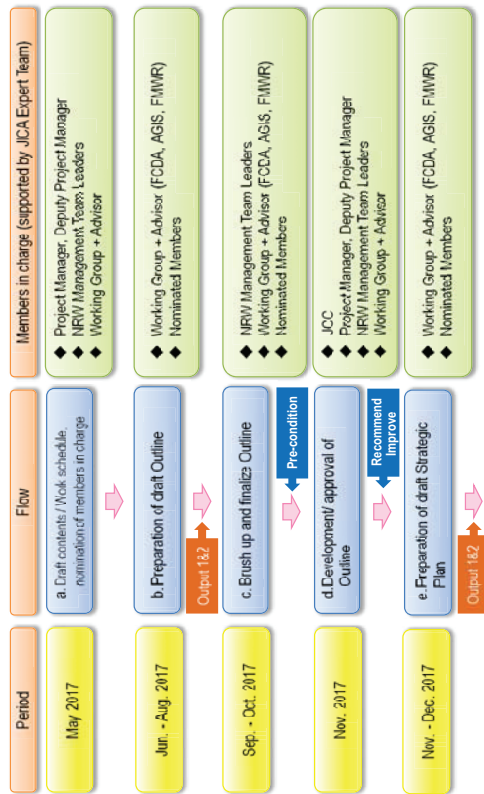 Period
Flow
Members in charge (supported by JICA Expert Team)
May 2017
a. Draft contents / Wok schedule,
nomination of members in charge
◆ Project Manager, Deputy Project Manager
◆ NRW Management Team Leaders
◆ Working Group + Advisor
Jun. - Aug. 2017
b. Preparation of draft Outline
◆ Working Group + Advisor (FCDA, AGIS, FMWR)
◆ Nominated Members
Output 1&2
Sep. - Oct. 2017
c. Brush up and finalize Outline
◆ NRW Management Team Leaders
◆ Working Group + Advisor (FCDA, AGIS, FMWR)
◆ Nominated Members
Pre-condition
Nov. 2017
d.Development/ approval of
Outline
◆ JCC
◆ Project Manager, Deputy Project Manager
◆ NRW Management Team Leaders
◆ Working Group + Advisor
Recommend
Improve
Nov. - Dec. 2017
e. Preparation of draft Strategic
Plan
◆ Working Group + Advisor (FCDA, AGIS, FMWR)
◆ Nominated Members
Output 1&2